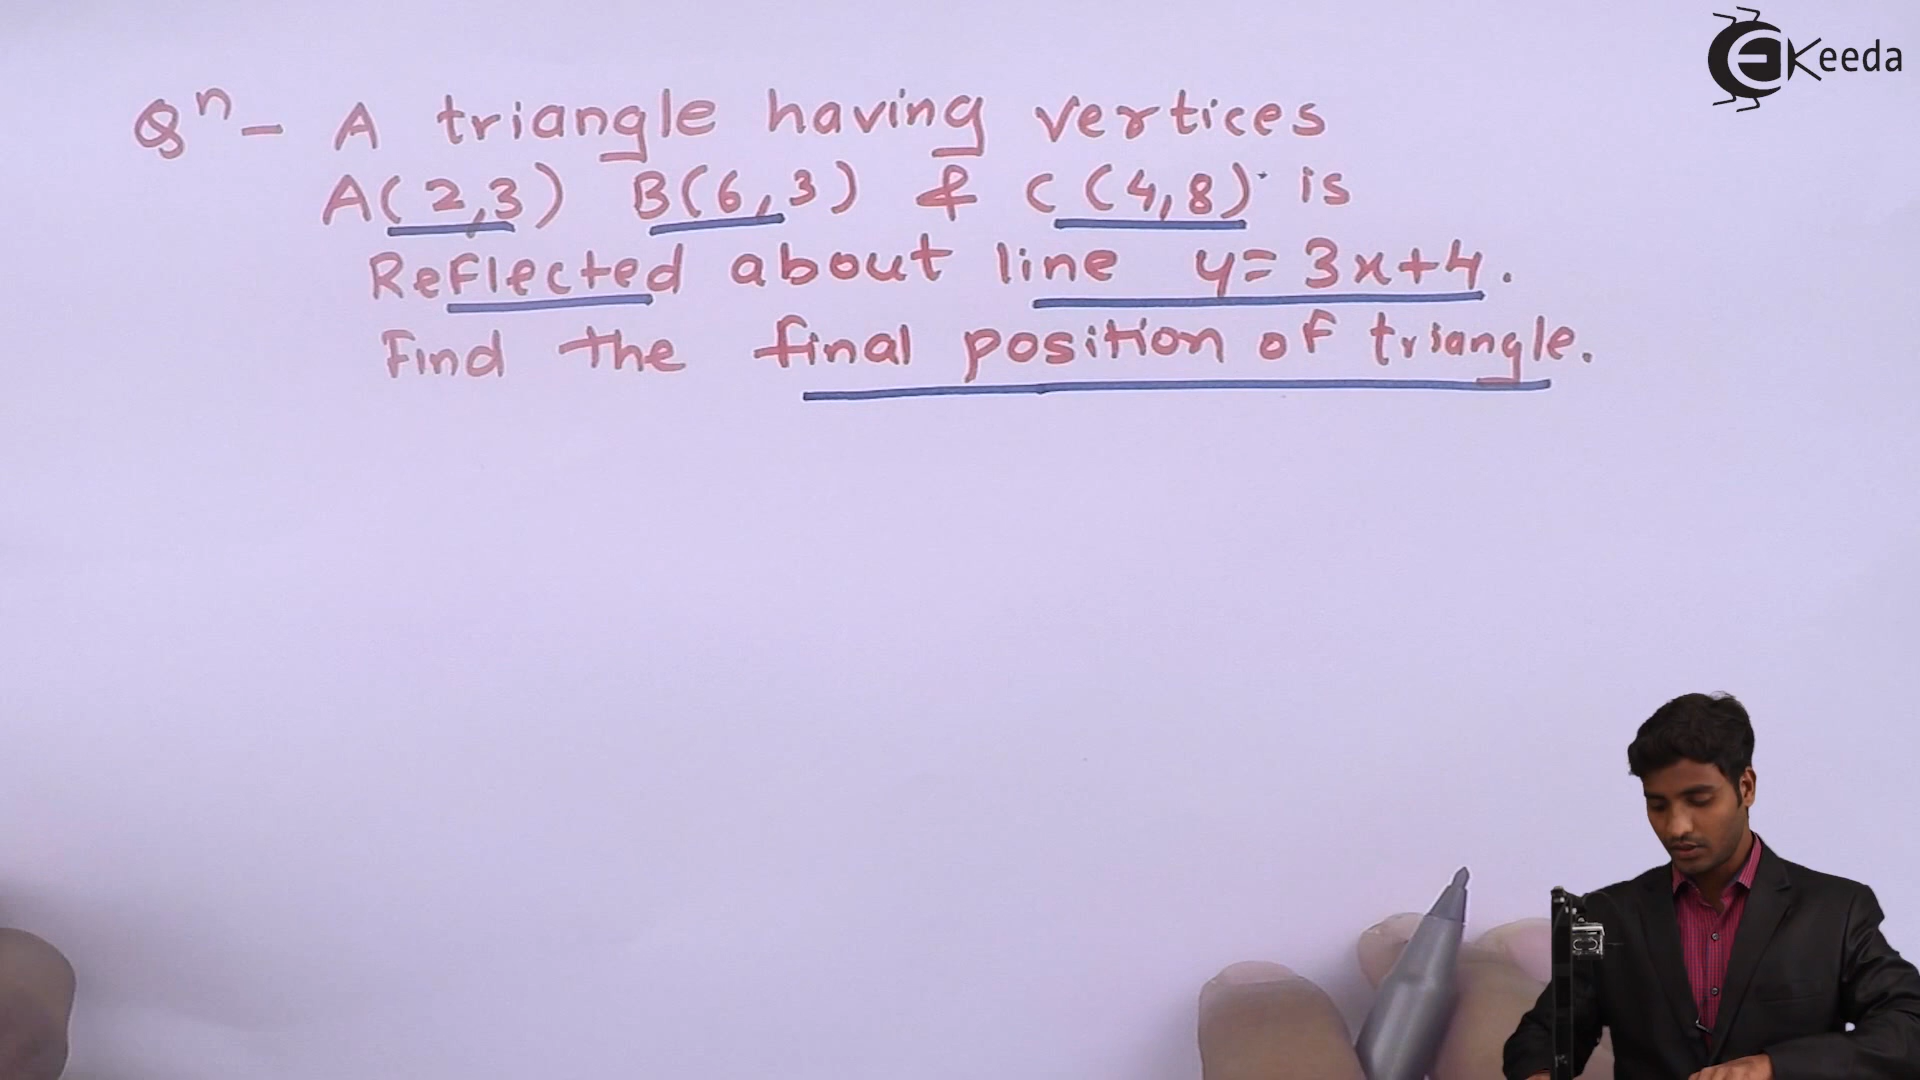 EKeeda
Qn - A triangle having vertices
A(2,3) B(6,3) & C(4,8) is
Reflected about line y=3x+4.
Find the final position of triangle.